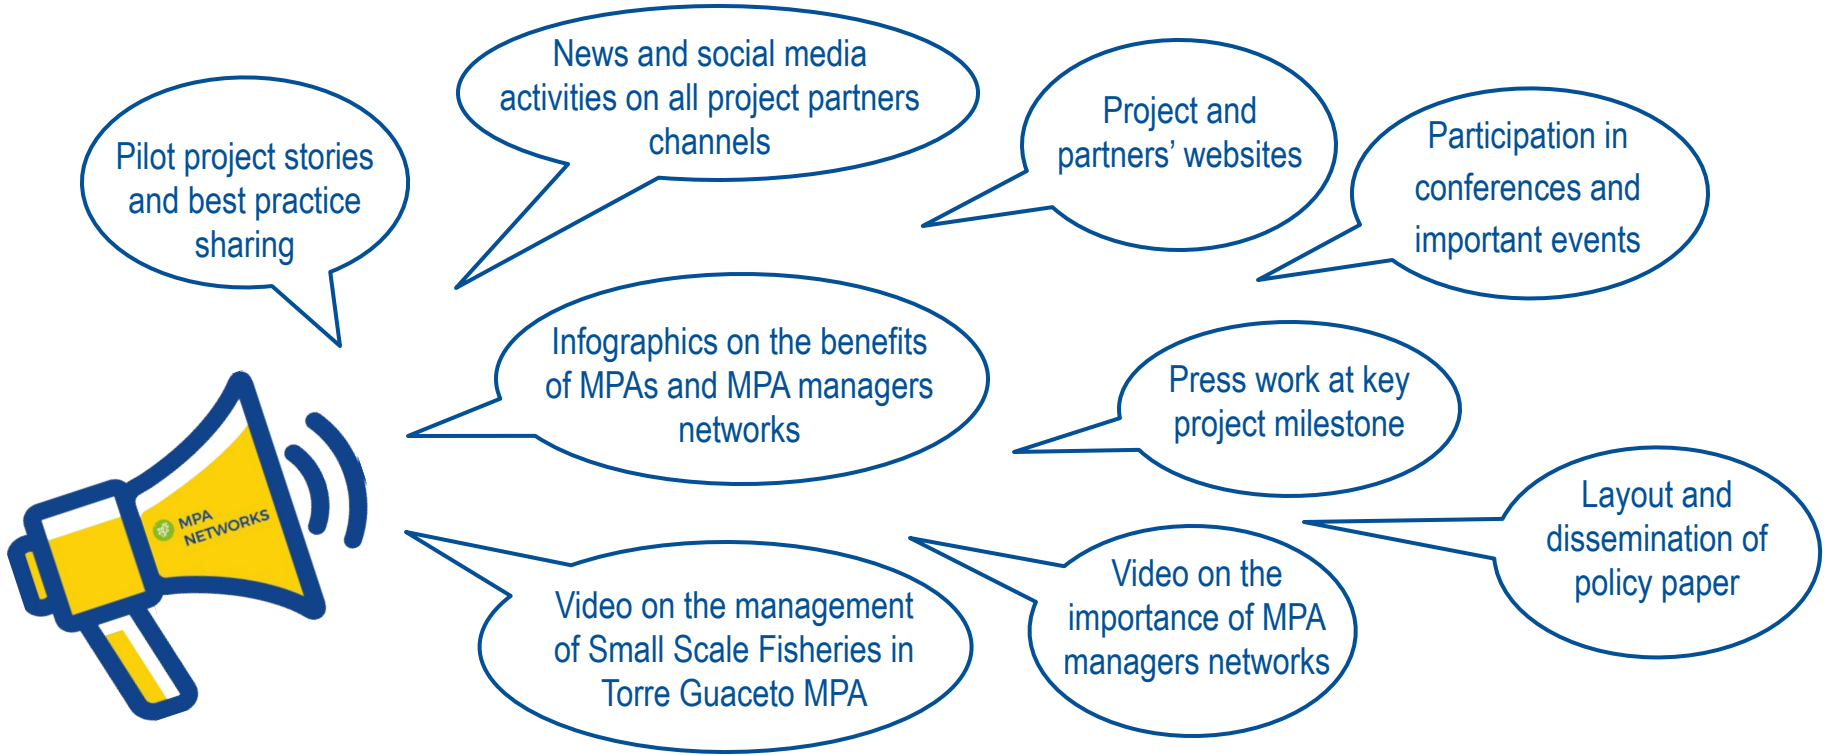 Pilot project stories
and best practice
sharing
News and social media
activities on all project partners
channels
Project and
partners’ websites
Participation in
conferences and
important events
Infographics on the benefits
of MPAs and MPA managers
networks
Press work at key
project milestone
Layout and
dissemination of
policy paper
MPA
NETWORKS
Video on the management
of Small Scale Fisheries in
Torre Guaceto MPA
Video on the
importance of MPA
managers networks